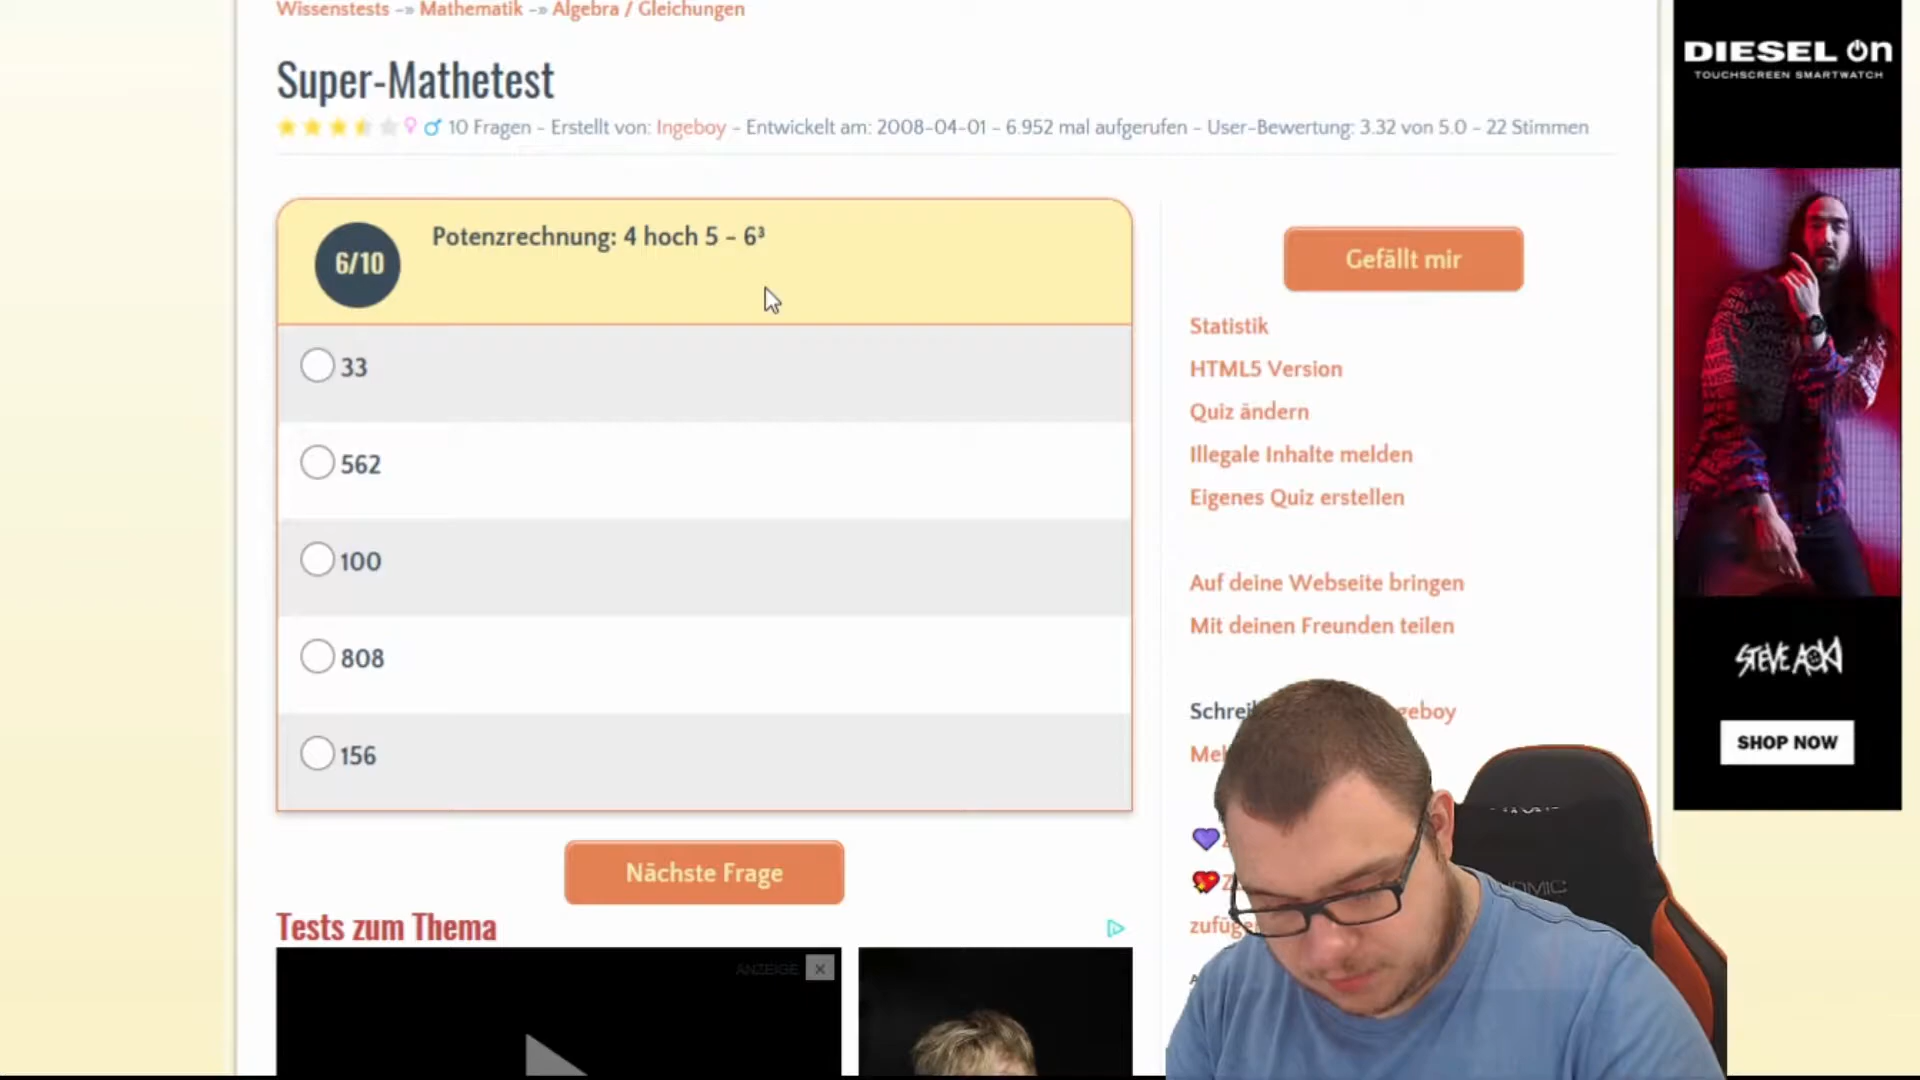 Wissenstests -» Mathematik -» Algebra / Gleichungen
Super-Mathetest
10 Fragen - Erstellt von: Ingeboy - Entwickelt am: 2008-04-01 - 6.952 mal aufgerufen - User-Bewertung: 3.32 von 5.0 - 22 Stimmen
6/10
Potenzrechnung: 4 hoch 5 - 6³
33
562
100
808
156
Nächste Frage
Tests zum Thema
ANZEIGE
Gefällt mir
Statistik
HTML5 Version
Quiz ändern
Illegale Inhalte melden
Eigenes Quiz erstellen
Auf deine Webseite bringen
Mit deinen Freunden teilen
DIESEL ON
TOUCHSCREEN SMARTWATCH
STEVE AOKI
SHOP NOW